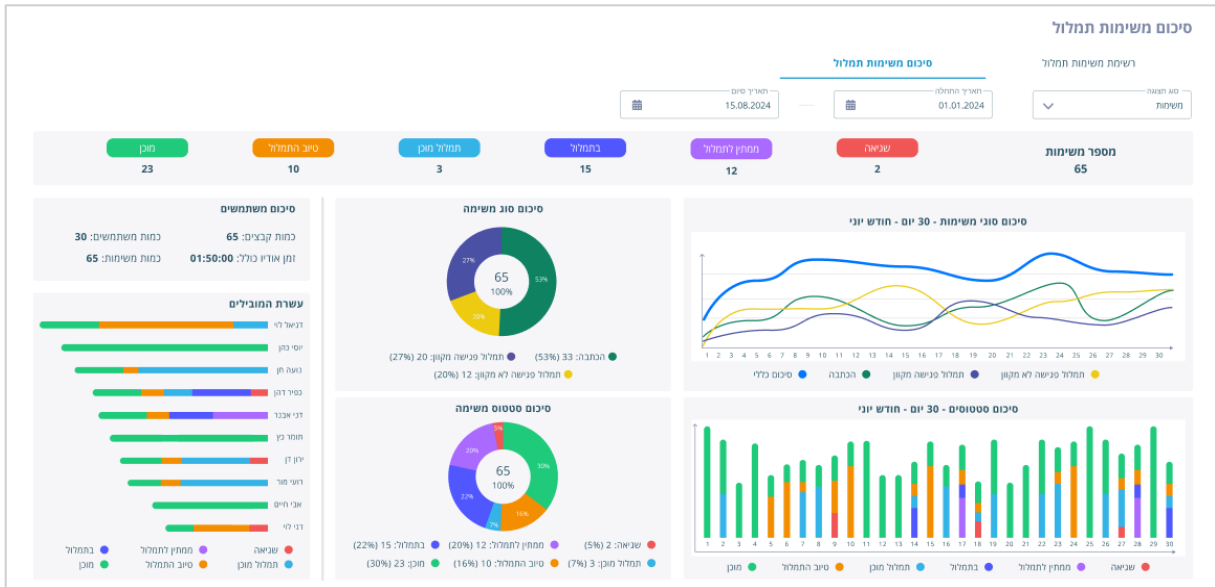 סיכום משימות תמלול
רשימת משימות תמלול
סיכום משימות תמלול
סוג תצוגה
משימות
תאריך התחלה
01.01.2024
תאריך סיום
15.08.2024
מספר משימות
65
שגיאה
2
ממתין לתמלול
12
בתמלול
15
תמלול מוכן
3
טיוב התמלול
10
מוכן
23
סיכום סוגי משימות - 30 יום - חודש יוני
1 2 3 4 5 6 7 8 9 10 11 12 13 14 15 16 17 18 19 20 21 22 23 24 25 26 27 28 29 30
תמלול פגישה לא מקוון
תמלול פגישה מקוון
הכתבה
סיכום כללי
סיכום סוג משימה
27%
53%
20%
65
100%
הכתבה: 33 (53%)
תמלול פגישה מקוון: 20 (27%)
תמלול פגישה לא מקוון: 12 (20%)
סיכום משתמשים
כמות קבצים: 65
כמות משתמשים: 30
זמן אודיו כולל: 01:50:00
כמות משימות: 65
עשרת המובילים
דניאל לוי
יוסי כהן
נועה חן
כפיר דהן
דני אבנר
תומר כץ
ירון דן
רועי מור
אבי חיים
דני לוי
שגיאה
ממתין לתמלול
בתמלול
תמלול מוכן
טיוב התמלול
מוכן
סיכום סטטוסים - 30 יום - חודש יוני
1 2 3 4 5 6 7 8 9 10 11 12 13 14 15 16 17 18 19 20 21 22 23 24 25 26 27 28 29 30
שגיאה
ממתין לתמלול
בתמלול
תמלול מוכן
טיוב התמלול
מוכן
סיכום סטטוס משימה
5%
20%
30%
22%
16%
7%
65
100%
שגיאה: 2 (5%)
ממתין לתמלול: 12 (20%)
בתמלול: 15 (22%)
תמלול מוכן: 3 (7%)
טיוב התמלול: 10 (16%)
מוכן: 23 (30%)